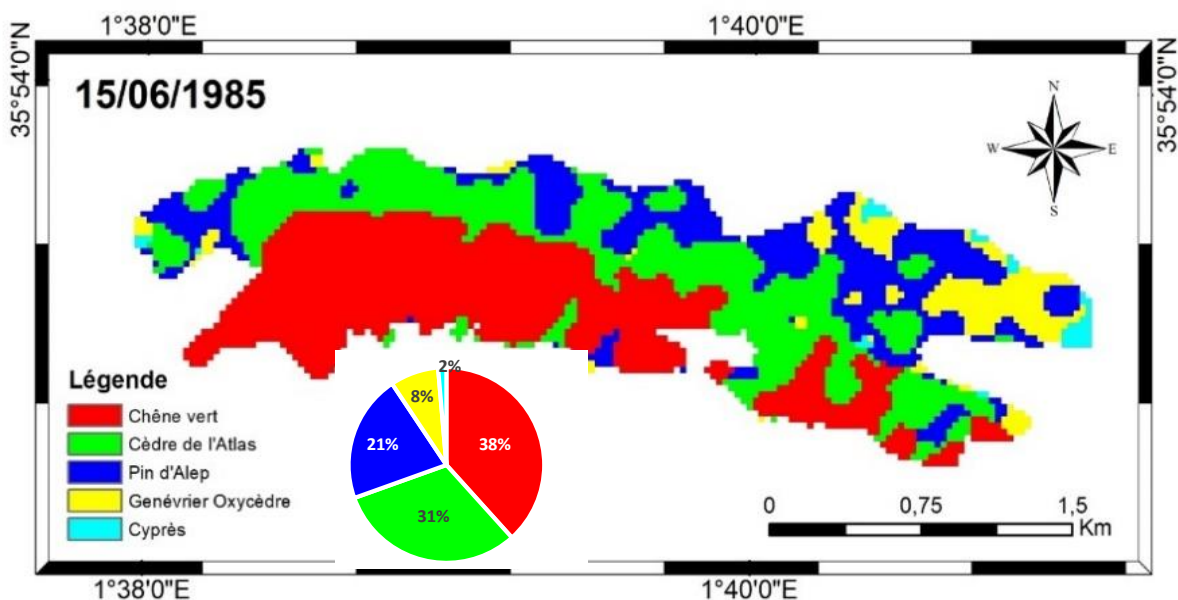 1°38'0"E
1°40'0"E
35°54'0"N
35°54'0"N
15/06/1985
N
W
E
S
Légende
Chêne vert
Cèdre de l'Atlas
Pin d'Alep
Genévrier Oxycèdre
Cyprès
2%
8%
21%
38%
31%
0
0,75
1,5
Km
1°38'0"E
1°40'0"E